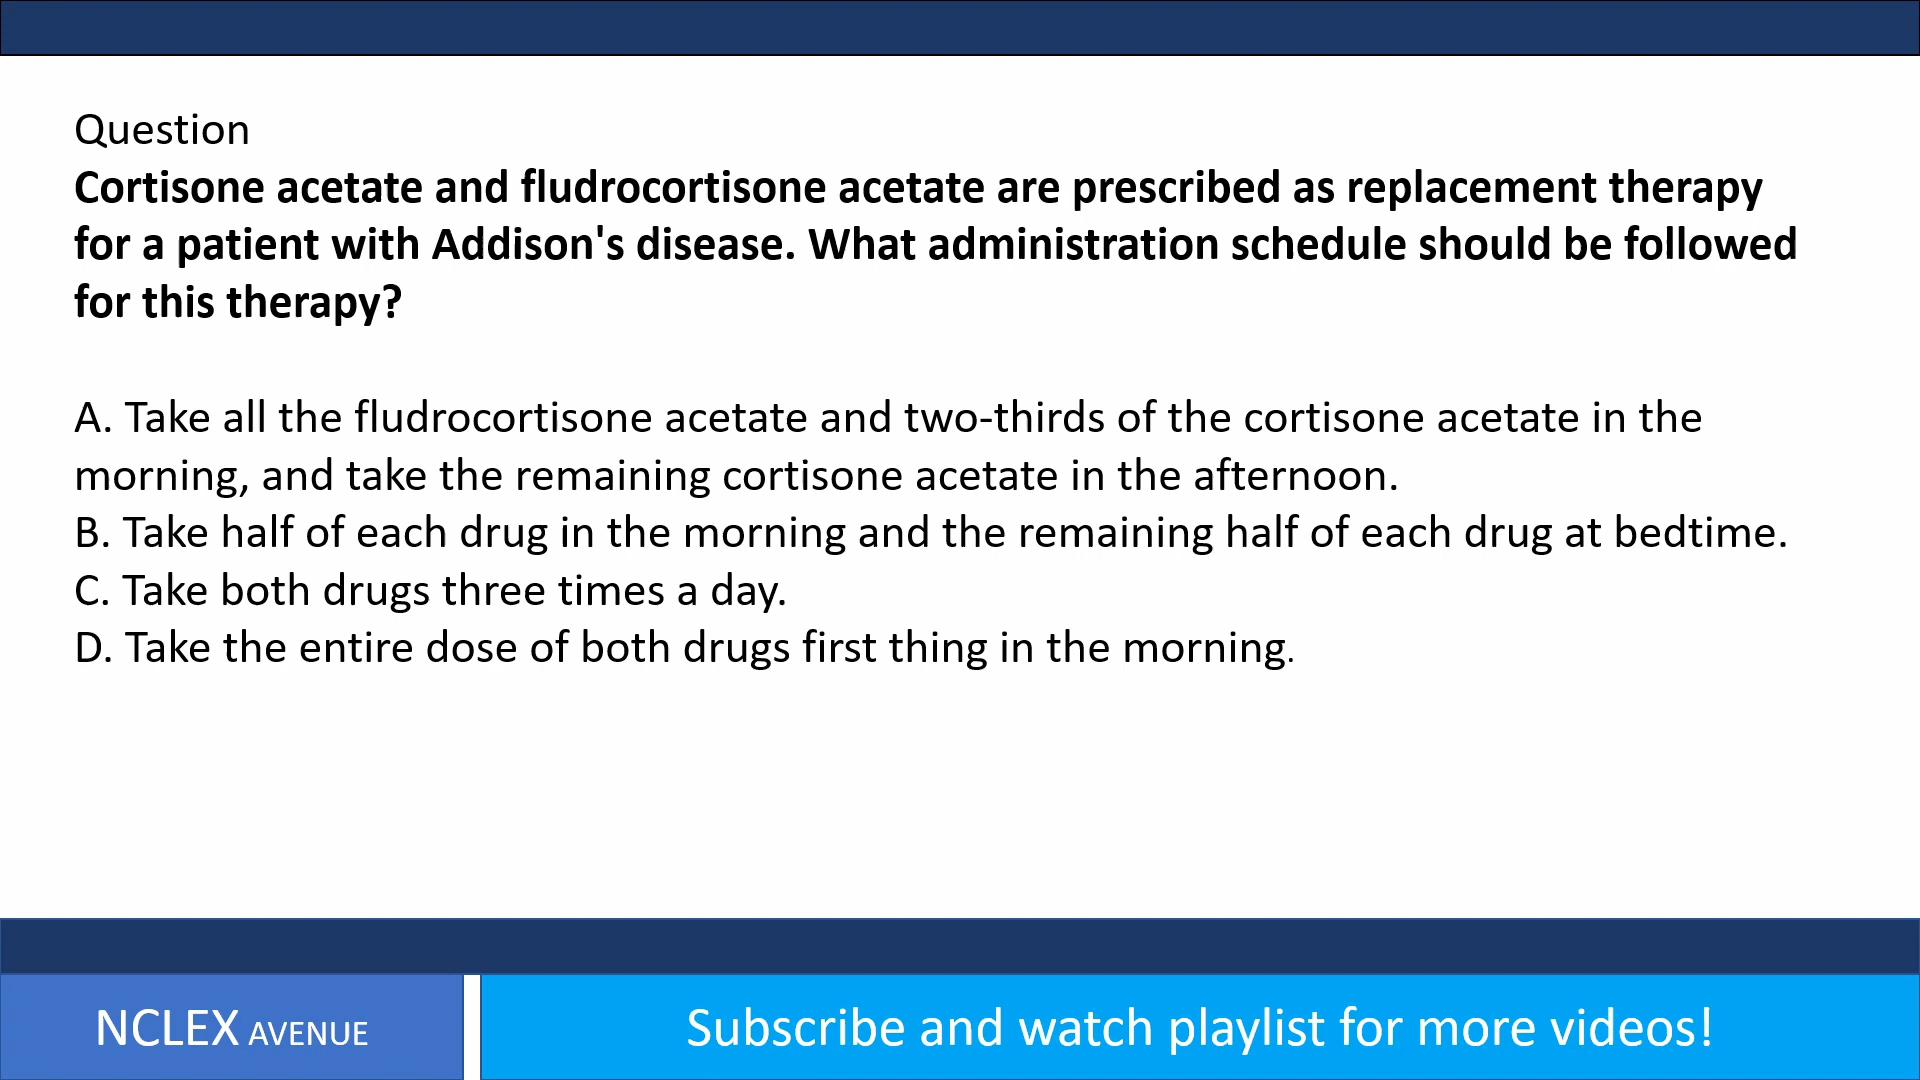 Question
Cortisone acetate and fludrocortisone acetate are prescribed as replacement therapy
for a patient with Addison's disease. What administration schedule should be followed
for this therapy?
A. Take all the fludrocortisone acetate and two-thirds of the cortisone acetate in the
morning, and take the remaining cortisone acetate in the afternoon.
B. Take half of each drug in the morning and the remaining half of each drug at bedtime.
C. Take both drugs three times a day.
D. Take the entire dose of both drugs first thing in the morning.
NCLEX AVENUE
Subscribe and watch playlist for more videos!